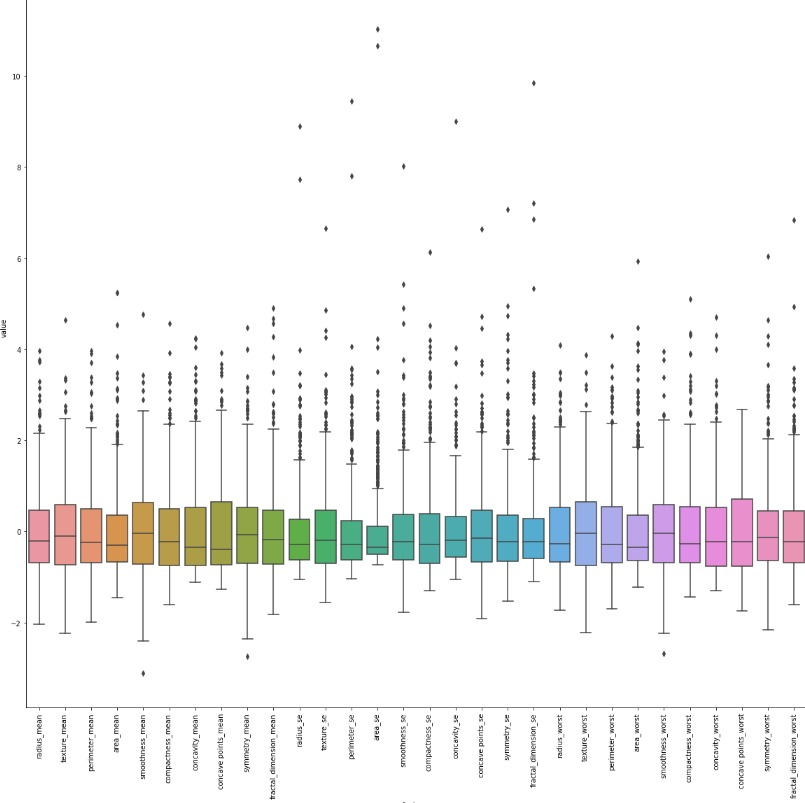 10
8
6
4
2
0
−2
value
radius_mean
texture_mean
perimeter_mean
area_mean
smoothness_mean
compactness_mean
concavity_mean
concave points_mean
symmetry_mean
fractal_dimension_mean
radius_se
texture_se
perimeter_se
area_se
smoothness_se
compactness_se
concavity_se
concave points_se
symmetry_se
fractal_dimension_se
radius_worst
texture_worst
perimeter_worst
area_worst
smoothness_worst
compactness_worst
concavity_worst
concave points_worst
symmetry_worst
fractal_dimension_worst